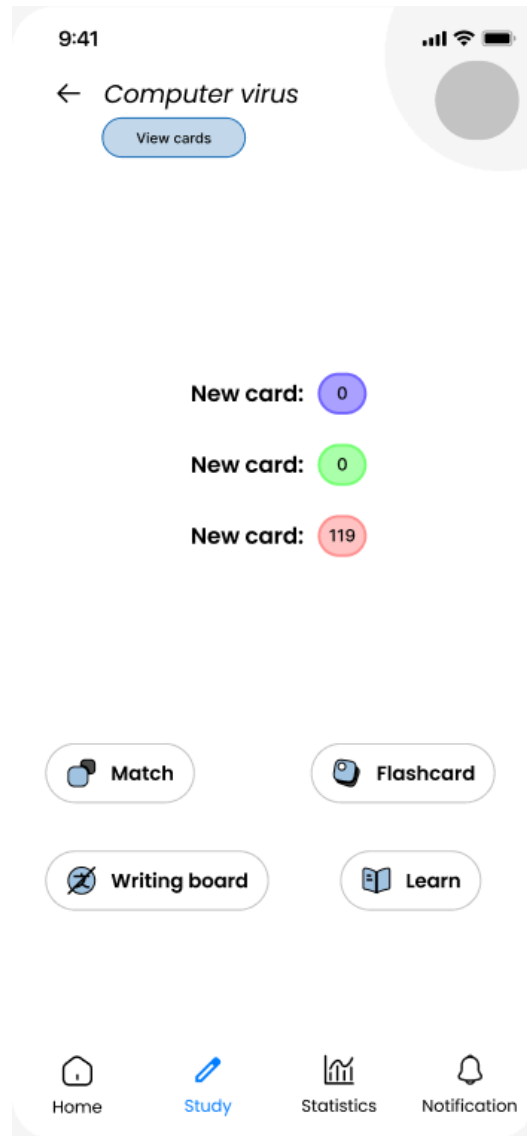 9:41
Computer virus
View cards
New card: 0
New card: 0
New card: 119
Match
Flashcard
Writing board
Learn
Home
Study
Statistics
Notification